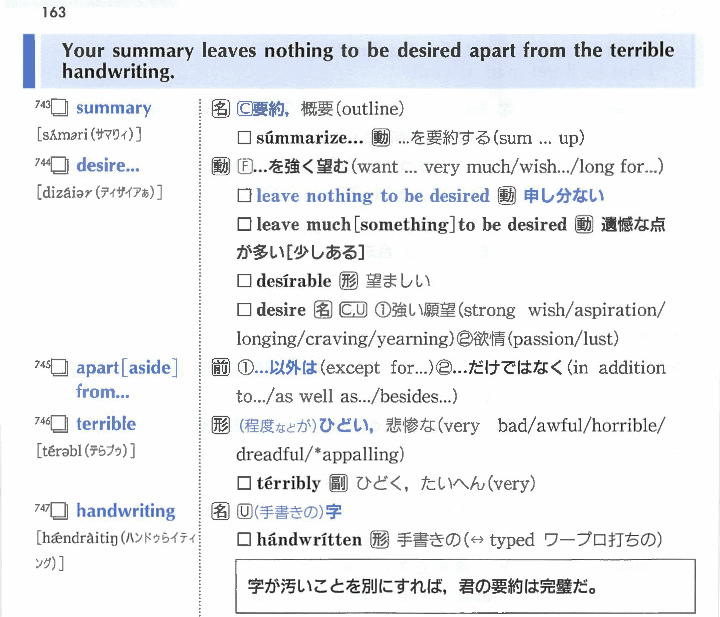 163
Your summary leaves nothing to be desired apart from the terrible
handwriting.
743□ summary
[sʌ́məri(サマりィ)]
名 C要約，概要(outline)
□ súmmarize... 動 ...を要約する(sum ... up)
744□ desire...
[dizáiər(ディザイアぁ)]
動 F...を強く望む(want ... very much/wish.../long for...)
□ leave nothing to be desired 動 申し分ない
□ leave much[something]to be desired 動 遺憾な点
が多い[少しある]
□ desírable 形 望ましい
□ desire 名 C,U ①強い願望(strong wish/aspiration/
longing/craving/yearning)②欲情(passion/lust)
745□ apart[aside]
from...
前 ①...以外は(except for...)②...だけではなく(in addition
to.../as well as.../besides...)
746□ terrible
[térəbl(テらブゥ)]
形 (程度などが)ひどい，悲惨な(very bad/awful/horrible/
dreadful/*appalling)
□ térribly 副 ひどく，たいへん(very)
747□ handwriting
[hǽndràitiŋ(ハンドゥらイティ
ング)]
名 U(手書きの)字
□ hándwrítten 形 手書きの(↔ typed ワープロ打ちの)
字が汚いことを別にすれば，君の要約は完璧だ。